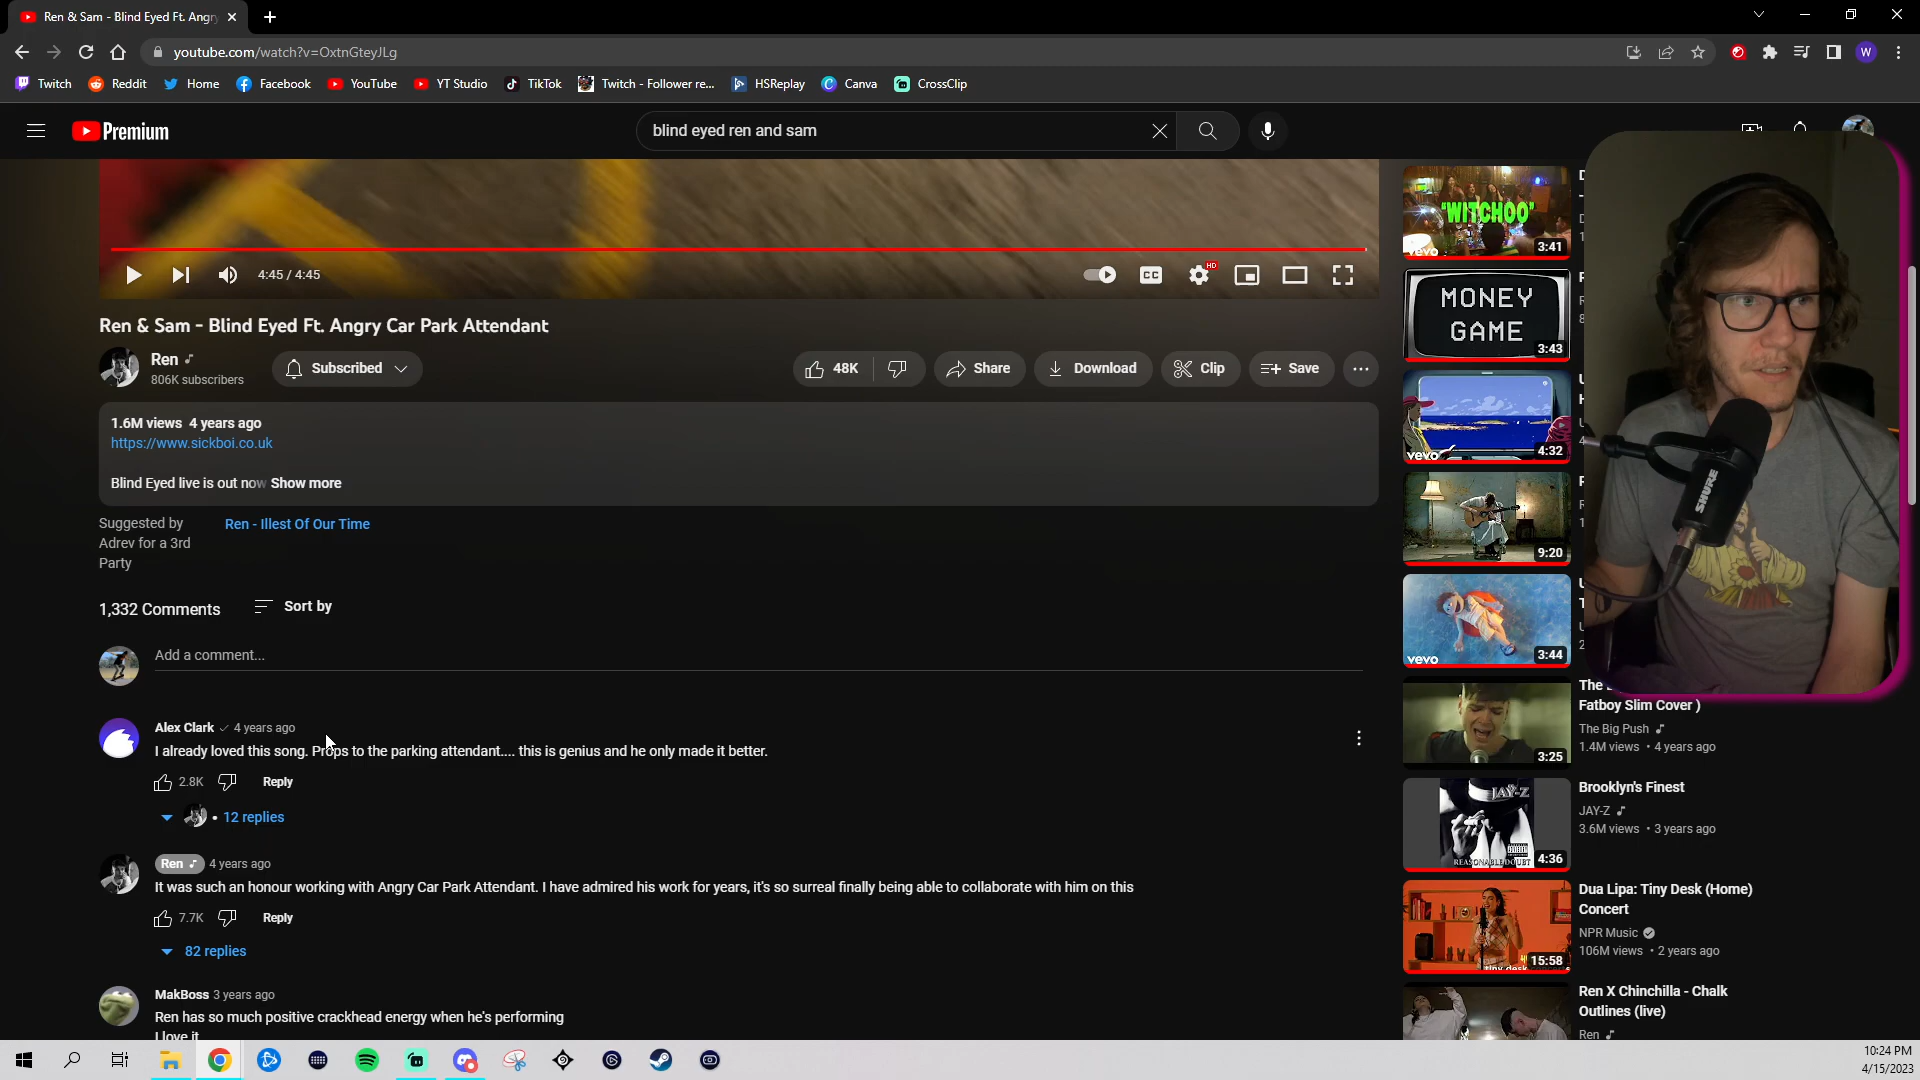 Ren & Sam - Blind Eyed Ft. Angry
youtube.com/watch?v=OxtnGteyJLg
Twitch
Reddit
Home
Facebook
YouTube
YT Studio
TikTok
Twitch - Follower re...
HSReplay
Canva
CrossClip
W
Premium
blind eyed ren and sam
4:45 / 4:45
CC
HD
Ren & Sam - Blind Eyed Ft. Angry Car Park Attendant
Ren
806K subscribers
Subscribed
48K
Share
Download
Clip
Save
1.6M views 4 years ago
https://www.sickboi.co.uk
Blind Eyed live is out now Show more
Suggested by
Adrev for a 3rd
Party
Ren - Illest Of Our Time
1,332 Comments
Sort by
Add a comment...
Alex Clark 4 years ago
I already loved this song. Props to the parking attendant.... this is genius and he only made it better.
2.8K
Reply
12 replies
Ren 4 years ago
It was such an honour working with Angry Car Park Attendant. I have admired his work for years, it's so surreal finally being able to collaborate with him on this
7.7K
Reply
82 replies
MakBoss 3 years ago
Ren has so much positive crackhead energy when he's performing
I love it
"WITCHOO"
vevo
3:41
MONEY
GAME
3:43
vevo
4:32
9:20
vevo
3:44
3:25
The
Fatboy Slim Cover )
The Big Push
1.4M views • 4 years ago
JAY-Z
REASONABLE DOUBT
4:36
Brooklyn's Finest
JAY-Z
3.6M views • 3 years ago
tiny desk
15:58
Dua Lipa: Tiny Desk (Home)
Concert
NPR Music
106M views • 2 years ago
Ren X Chinchilla - Chalk
Outlines (live)
Ren
SHURE
10:24 PM
4/15/2023